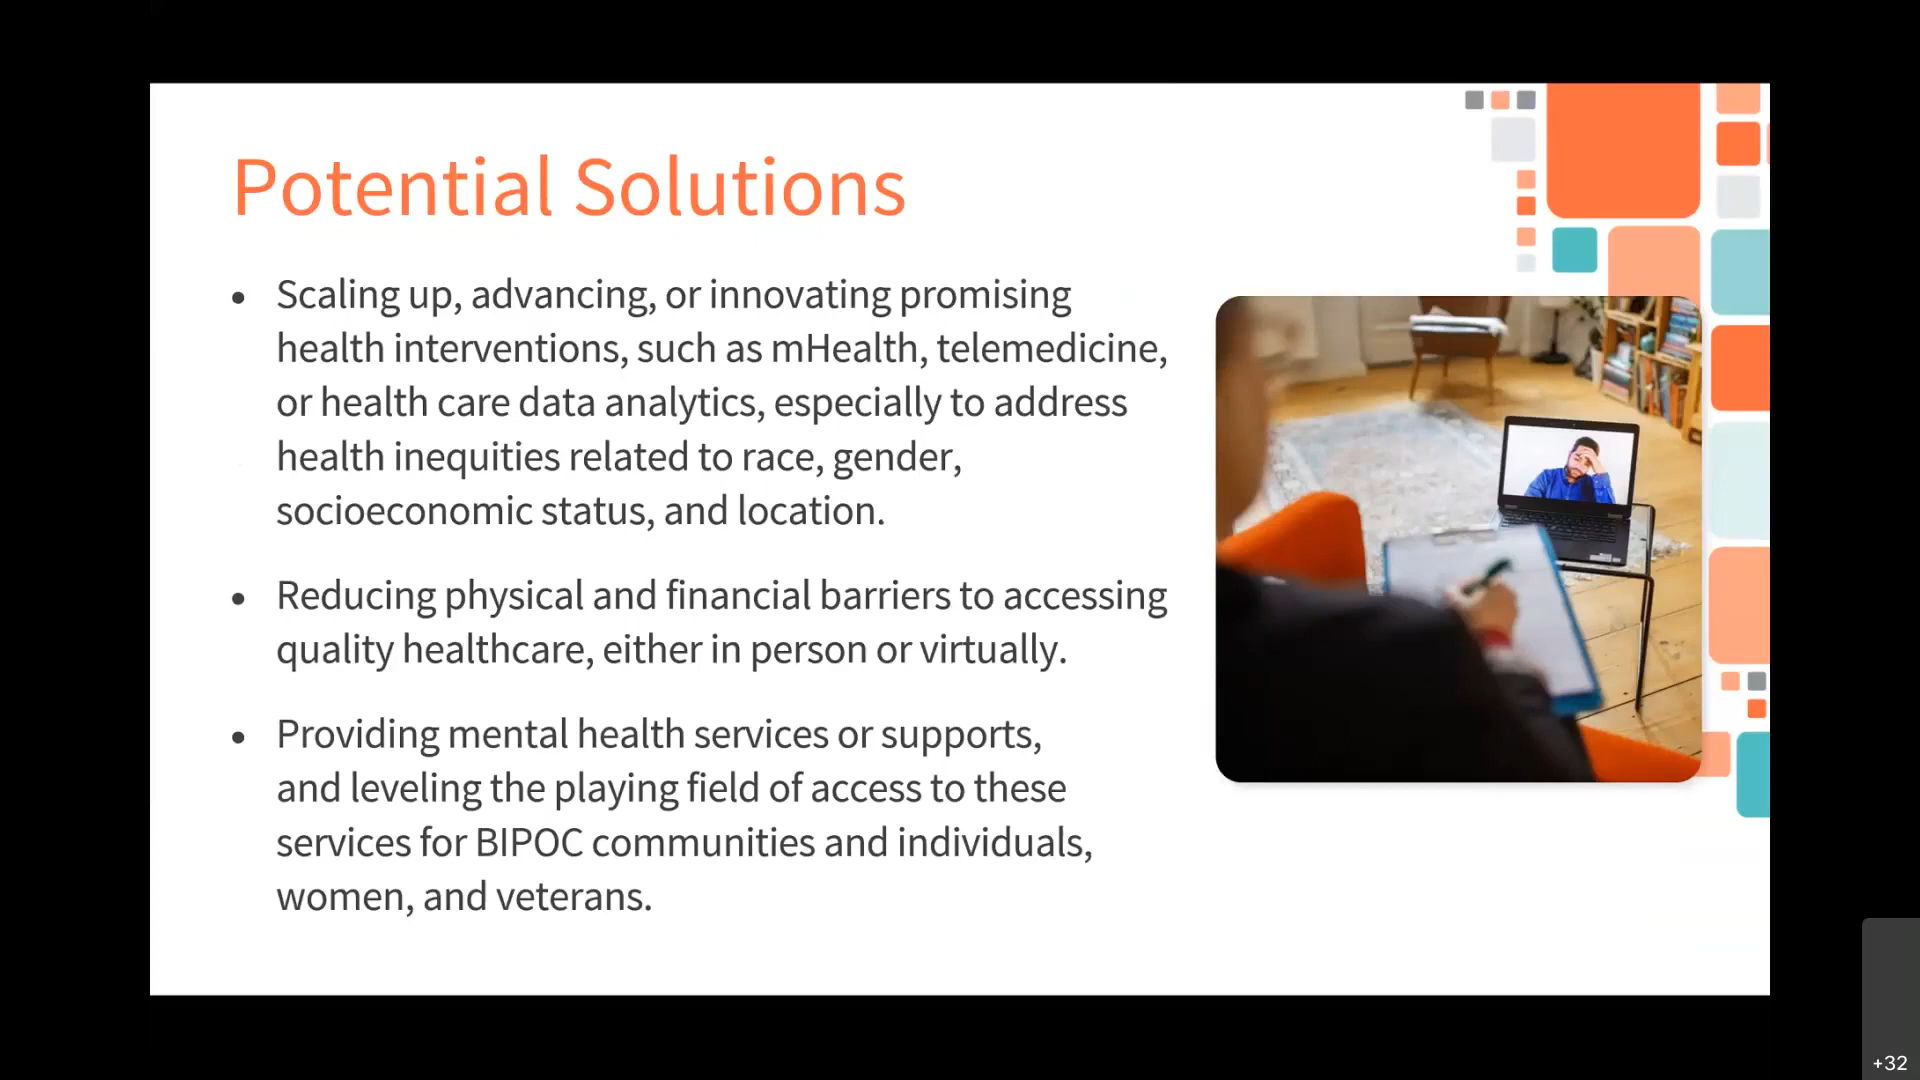 Potential Solutions
• Scaling up, advancing, or innovating promising
health interventions, such as mHealth, telemedicine,
or health care data analytics, especially to address
health inequities related to race, gender,
socioeconomic status, and location.
• Reducing physical and financial barriers to accessing
quality healthcare, either in person or virtually.
• Providing mental health services or supports,
and leveling the playing field of access to these
services for BIPOC communities and individuals,
women, and veterans.
+32